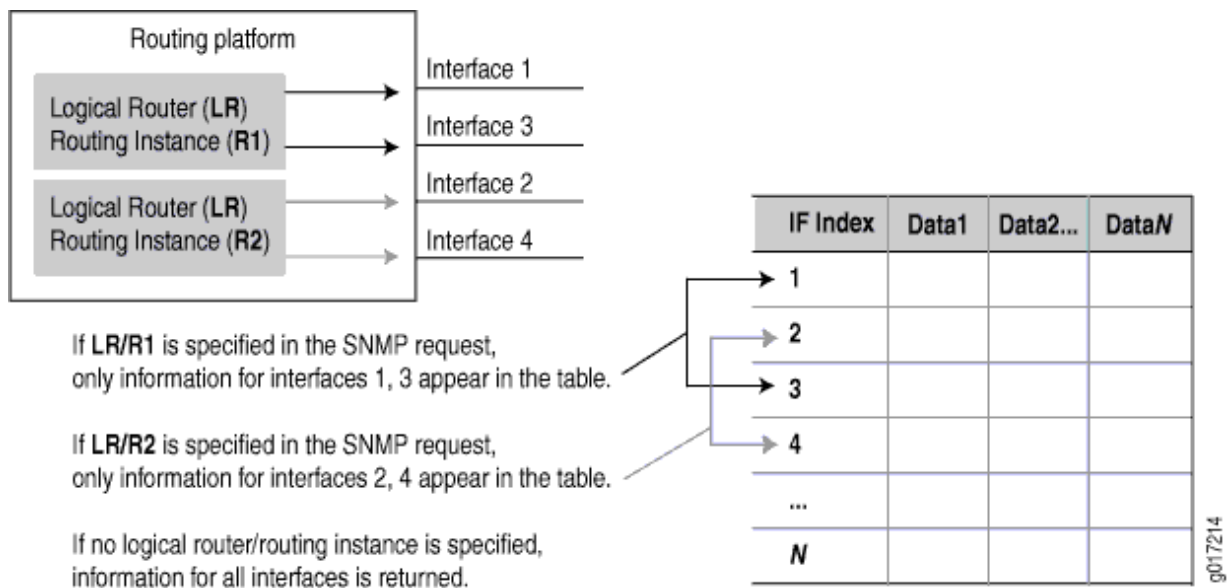 Routing platform
Logical Router (LR)
Routing Instance (R1)
Logical Router (LR)
Routing Instance (R2)
Interface 1
Interface 3
Interface 2
Interface 4
If LR/R1 is specified in the SNMP request,
only information for interfaces 1, 3 appear in the table.
If LR/R2 is specified in the SNMP request,
only information for interfaces 2, 4 appear in the table.
If no logical router/routing instance is specified,
information for all interfaces is returned.
IF Index Data1 Data2... DataN
1
2
3
4
...
N
g017214